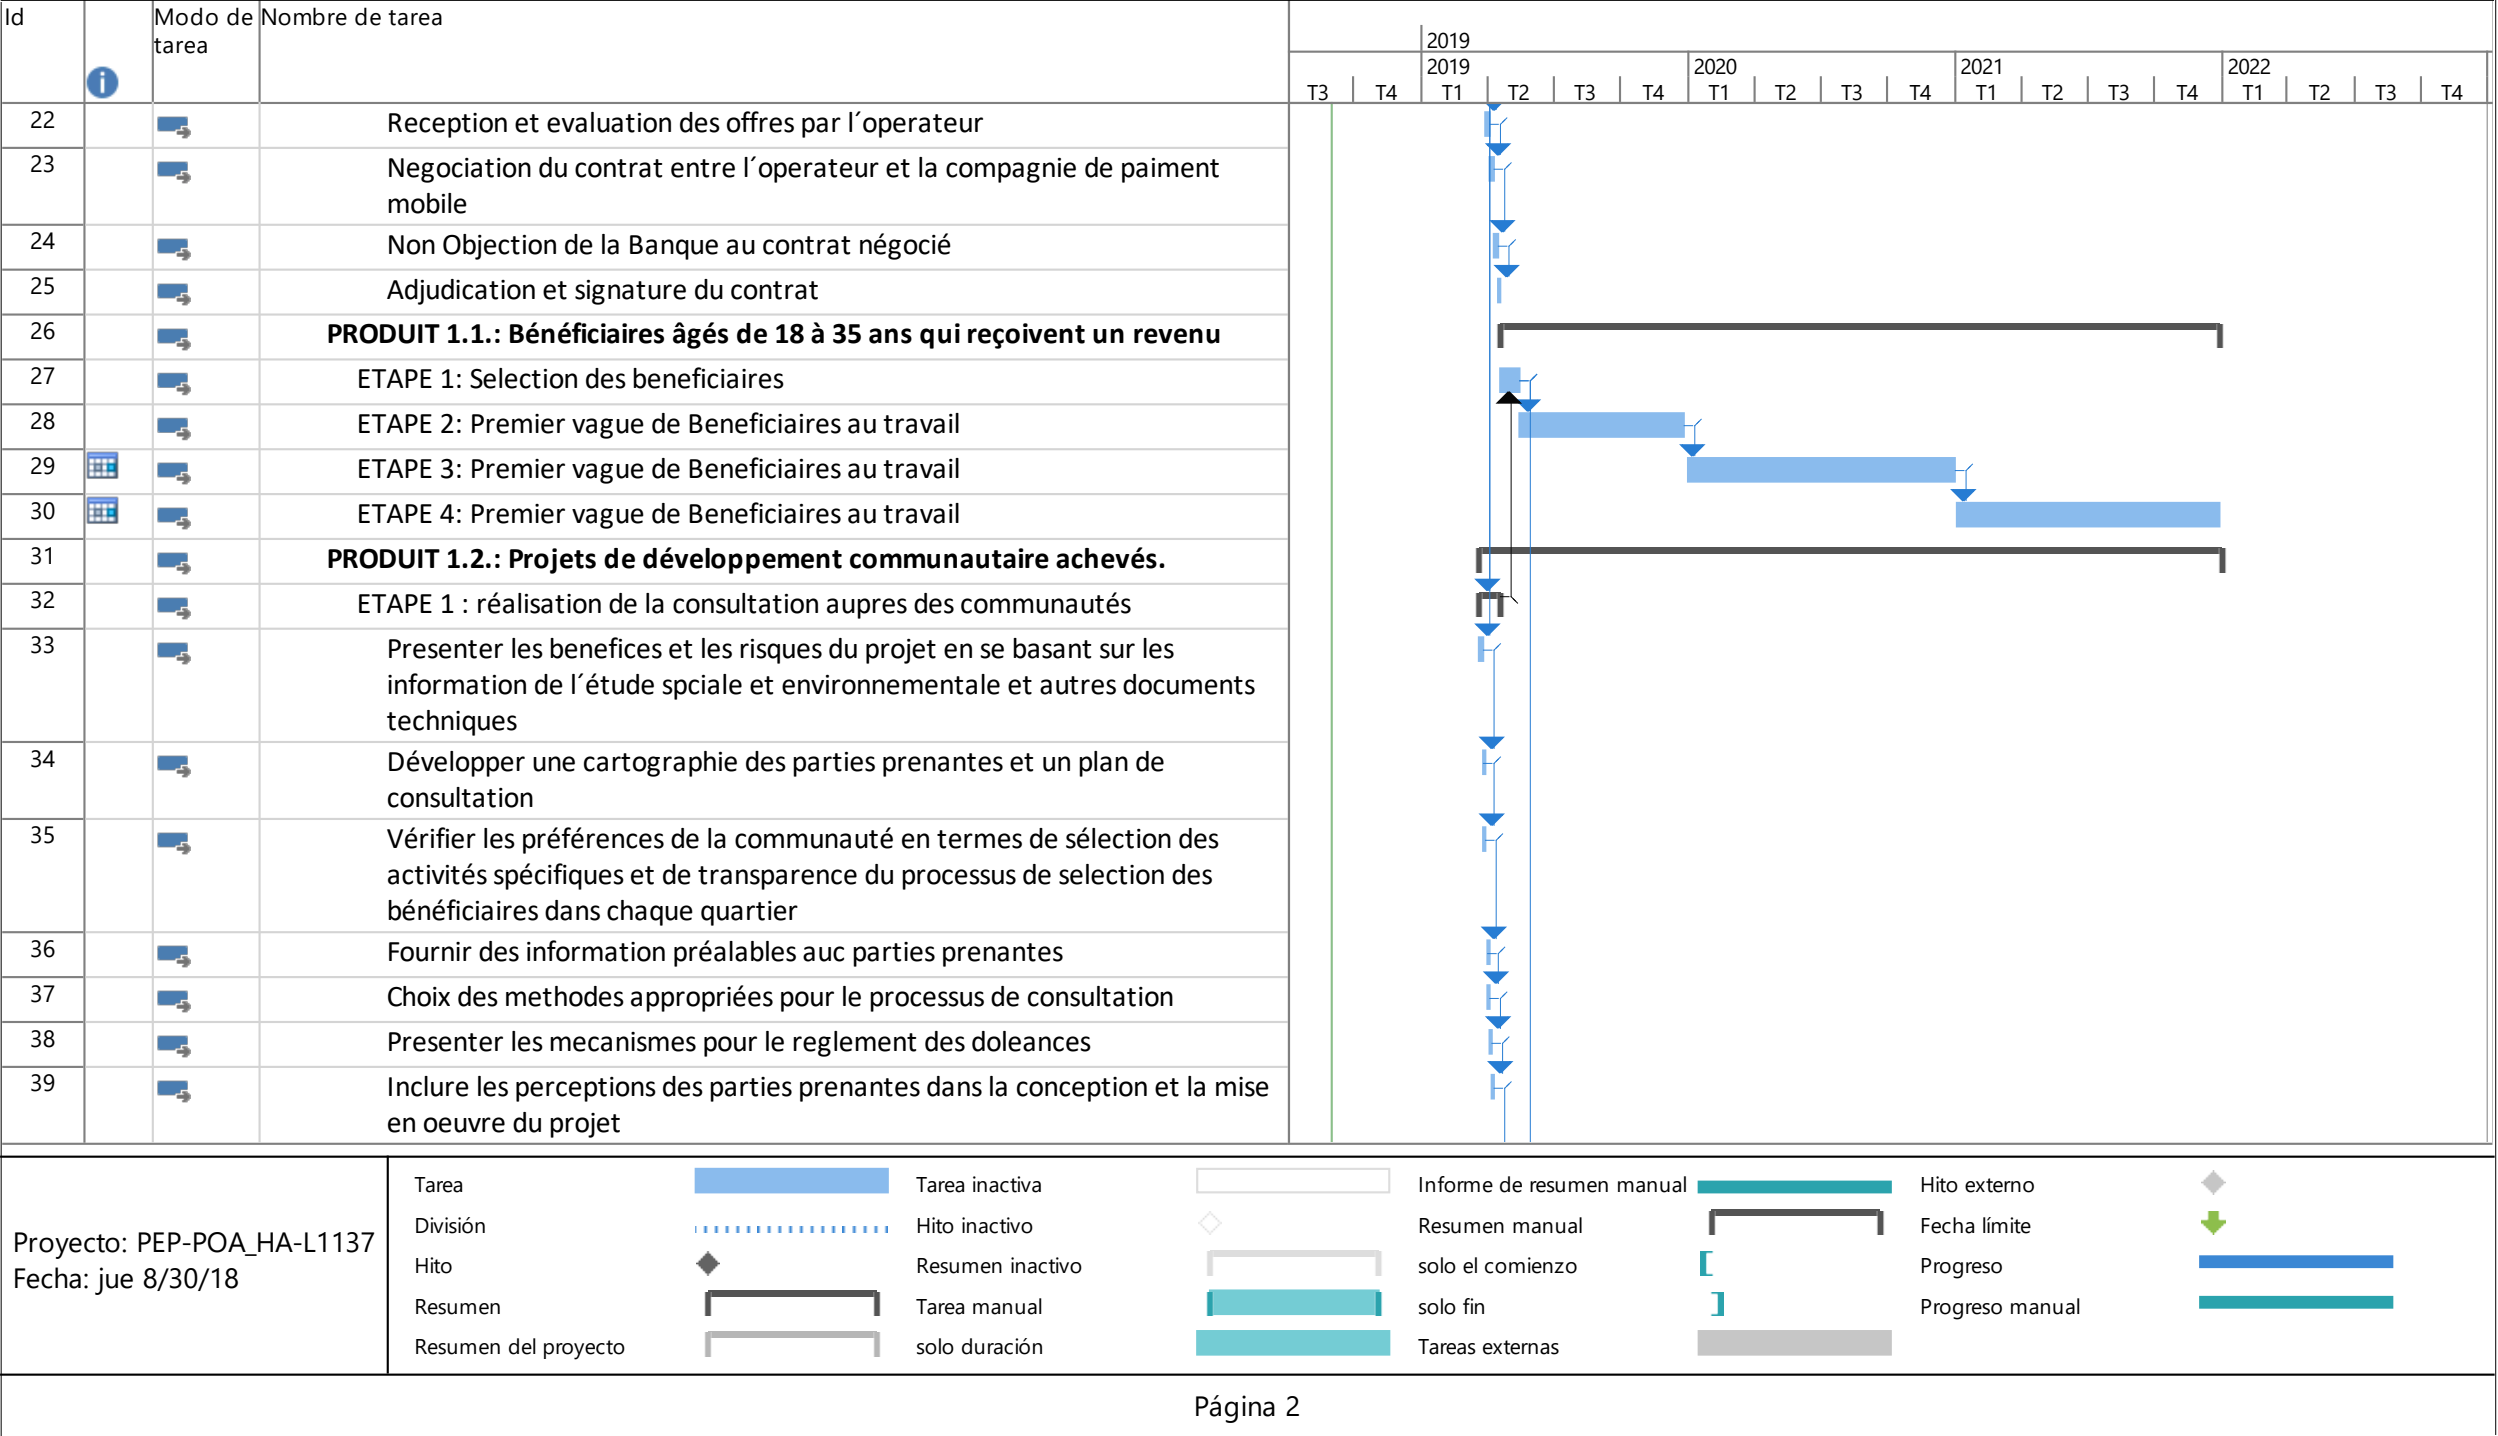 Id
Modo de
tarea
Nombre de tarea
2019
2019 2020 2021 2022
T3 T4 T1 T2 T3 T4 T1 T2 T3 T4 T1 T2 T3 T4 T1 T2 T3 T4
22 Reception et evaluation des offres par l´operateur
23 Negociation du contrat entre l´operateur et la compagnie de paiment
mobile
24 Non Objection de la Banque au contrat négocié
25 Adjudication et signature du contrat
26 PRODUIT 1.1.: Bénéficiaires âgés de 18 à 35 ans qui reçoivent un revenu
27 ETAPE 1: Selection des beneficiaires
28 ETAPE 2: Premier vague de Beneficiaires au travail
29 ETAPE 3: Premier vague de Beneficiaires au travail
30 ETAPE 4: Premier vague de Beneficiaires au travail
31 PRODUIT 1.2.: Projets de développement communautaire achevés.
32 ETAPE 1 : réalisation de la consultation aupres des communautés
33 Presenter les benefices et les risques du projet en se basant sur les
information de l´étude spciale et environnementale et autres documents
techniques
34 Développer une cartographie des parties prenantes et un plan de
consultation
35 Vérifier les préférences de la communauté en termes de sélection des
activités spécifiques et de transparence du processus de selection des
bénéficiaires dans chaque quartier
36 Fournir des information préalables auc parties prenantes
37 Choix des methodes appropriées pour le processus de consultation
38 Presenter les mecanismes pour le reglement des doleances
39 Inclure les perceptions des parties prenantes dans la conception et la mise
en oeuvre du projet
Proyecto: PEP-POA_HA-L1137
Fecha: jue 8/30/18
Tarea
División
Hito
Resumen
Resumen del proyecto
Tarea inactiva
Hito inactivo
Resumen inactivo
Tarea manual
solo duración
Informe de resumen manual
Resumen manual
solo el comienzo
solo fin
Tareas externas
Hito externo
Fecha límite
Progreso
Progreso manual
Página 2